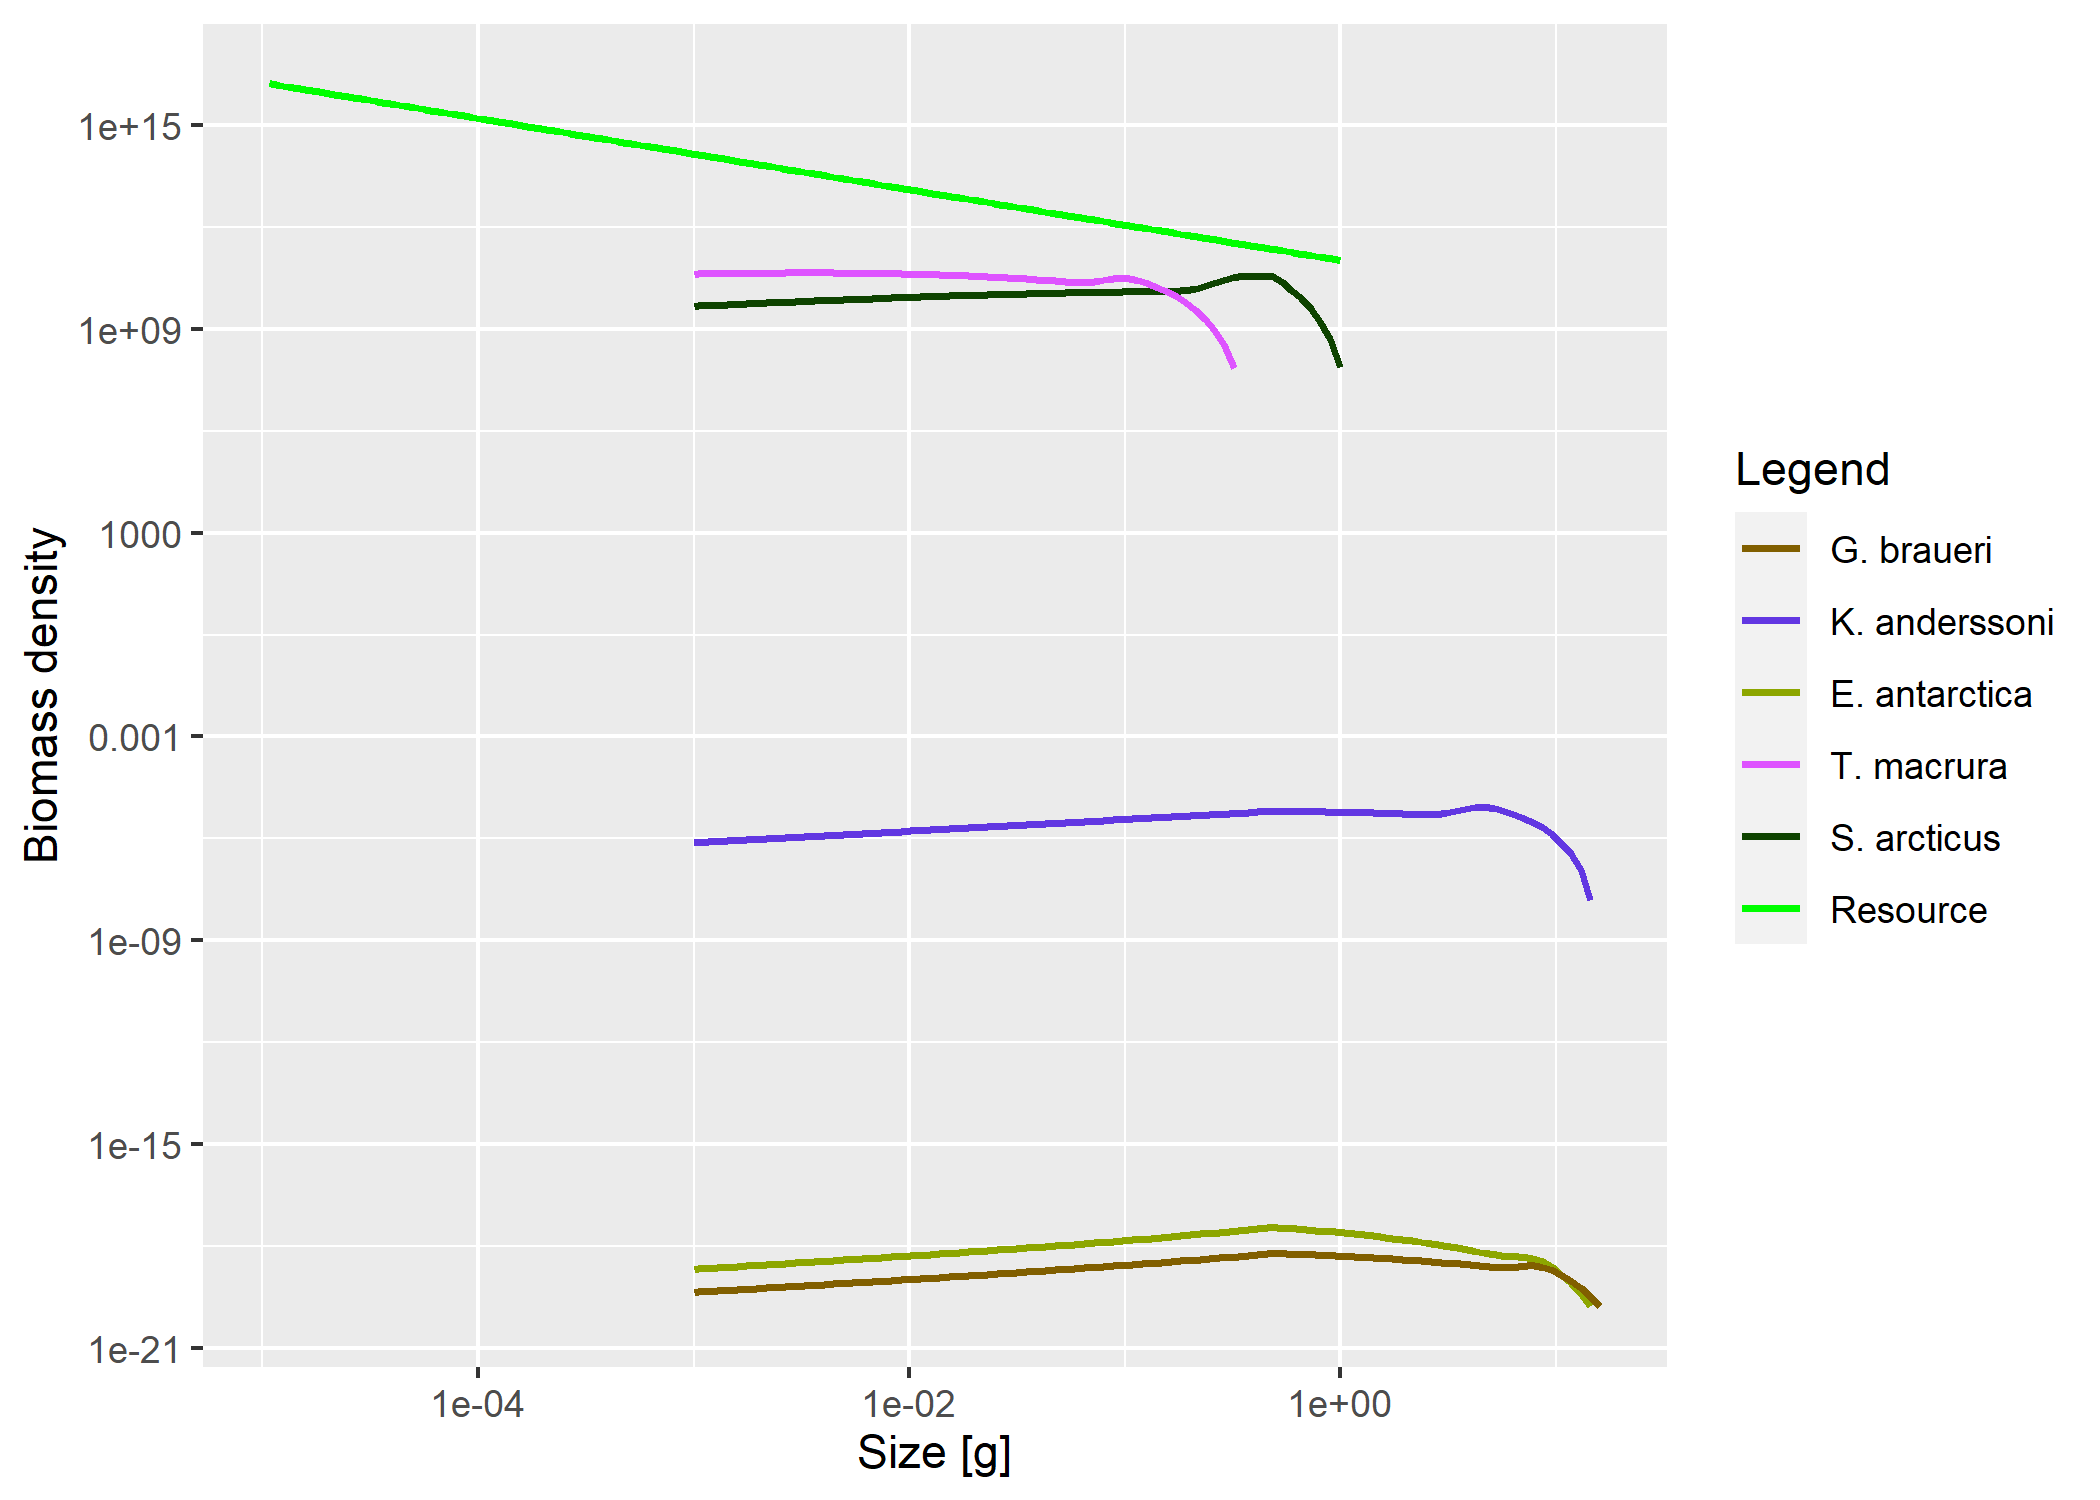 1e+15
1e+09
1000
0.001
1e-09
1e-15
1e-21
Biomass density
1e-04
1e-02
1e+00
Size [g]
Legend
G. braueri
K. anderssoni
E. antarctica
T. macrura
S. arcticus
Resource